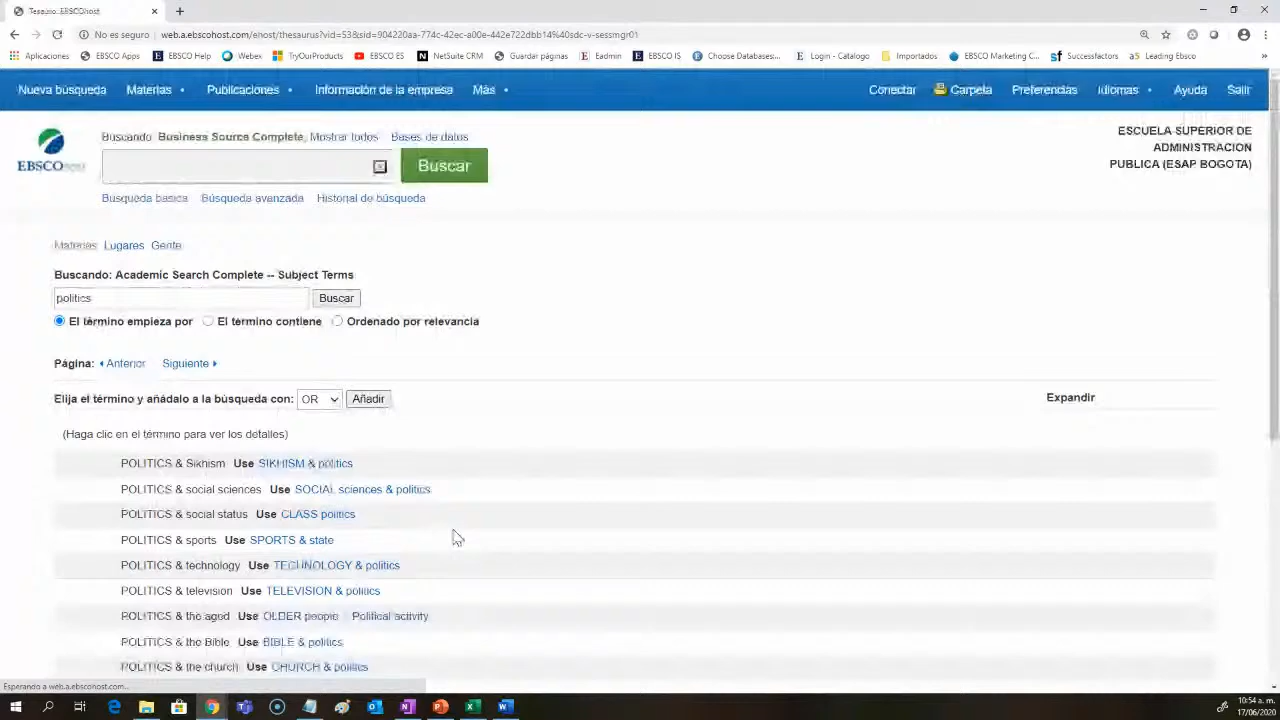 Tesauro: EBSCOhost
No es seguro
web.a.ebscohost.com/ehost/thesaurus?vid=53&sid=904220aa-774c-42ec-a00e-442e722dbb14%40sdc-v-sessmgr01
Aplicaciones EBSCO Apps EBSCO Help Webex TryOurProducts EBSCO ES NetSuite CRM Guardar páginas Eadmin EBSCO IS Choose Databases:... Login - Catalogo Importados EBSCO Marketing C... Successfactors Leading Ebsco
Nueva búsqueda Materias Publicaciones Información de la empresa Más Conectar Carpeta Preferencias Idiomas Ayuda Salir
Buscando: Business Source Complete, Mostrar todos Bases de datos
ESCUELA SUPERIOR DE
ADMINISTRACION
PUBLICA (ESAP BOGOTA)
EBSCOhost
Buscar
Búsqueda básica Búsqueda avanzada Historial de búsqueda
Materias Lugares Gente
Buscando: Academic Search Complete -- Subject Terms
politics Buscar
El término empieza por El término contiene Ordenado por relevancia
Página: Anterior Siguiente
Elija el término y añádalo a la búsqueda con: OR Añadir Expandir
(Haga clic en el término para ver los detalles)
POLITICS & Sikhism Use SIKHISM & politics
POLITICS & social sciences Use SOCIAL sciences & politics
POLITICS & social status Use CLASS politics
POLITICS & sports Use SPORTS & state
POLITICS & technology Use TECHNOLOGY & politics
POLITICS & television Use TELEVISION & politics
POLITICS & the aged Use OLDER people Political activity
POLITICS & the Bible Use BIBLE & politics
POLITICS & the church Use CHURCH & politics
Esperando a web.a.ebscohost.com...
10:54 a. m.
17/06/2020